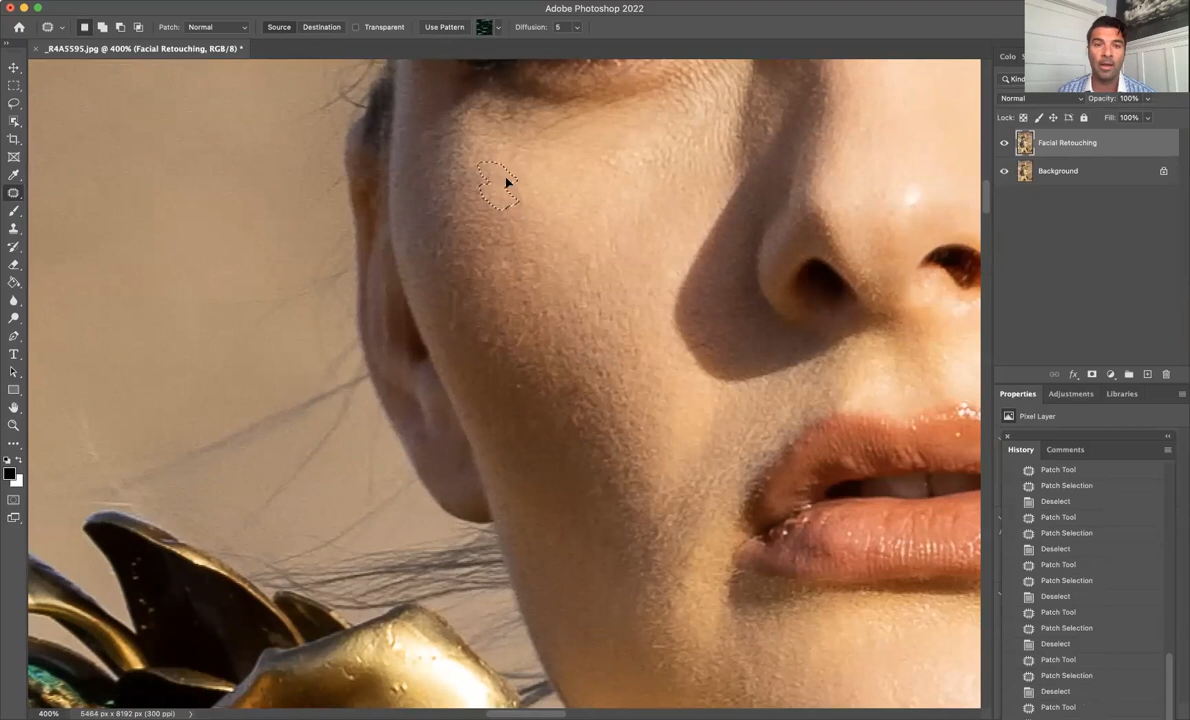 Adobe Photoshop 2022
Patch: Normal Source Destination Transparent Use Pattern Diffusion: 5
× _R4A5595.jpg @ 400% (Facial Retouching, RGB/8) *
Colo
Kind
Normal Opacity: 100%
Lock: Fill: 100%
Facial Retouching
Background
Properties Adjustments Libraries
Pixel Layer
History Comments
Patch Tool
Patch Selection
Deselect
Patch Tool
Patch Selection
Deselect
Patch Tool
Patch Selection
Deselect
Patch Tool
Patch Selection
Deselect
Patch Tool
Patch Selection
Deselect
Patch Tool
400% 5464 px x 8192 px (300 ppi)